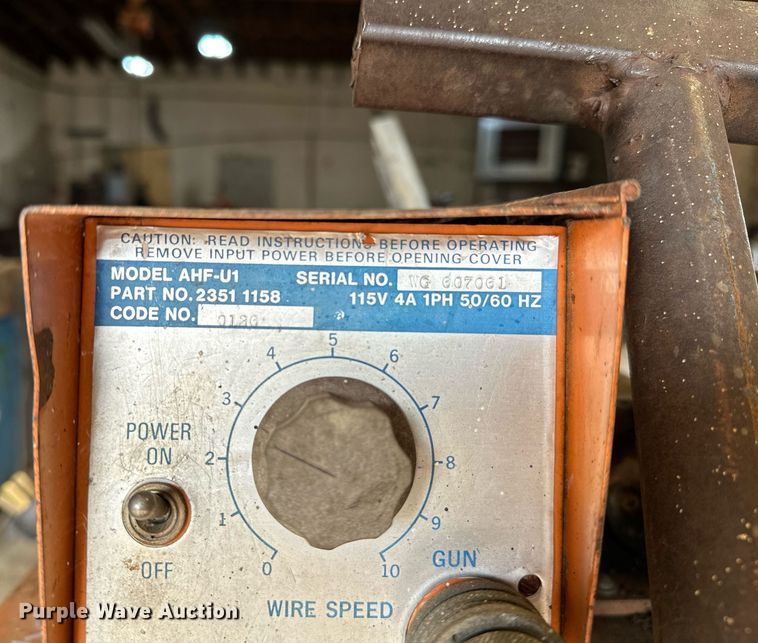 CAUTION: READ INSTRUCTIONS BEFORE OPERATING
REMOVE INPUT POWER BEFORE OPENING COVER
MODEL AHF-U1 SERIAL NO. WG 607061
PART NO. 2351 1158 115V 4A 1PH 50/60 HZ
CODE NO.
5
4 6
3 7
POWER
ON
2 8
1 9
OFF 0 10 GUN
WIRE SPEED
Purple Wave Auction